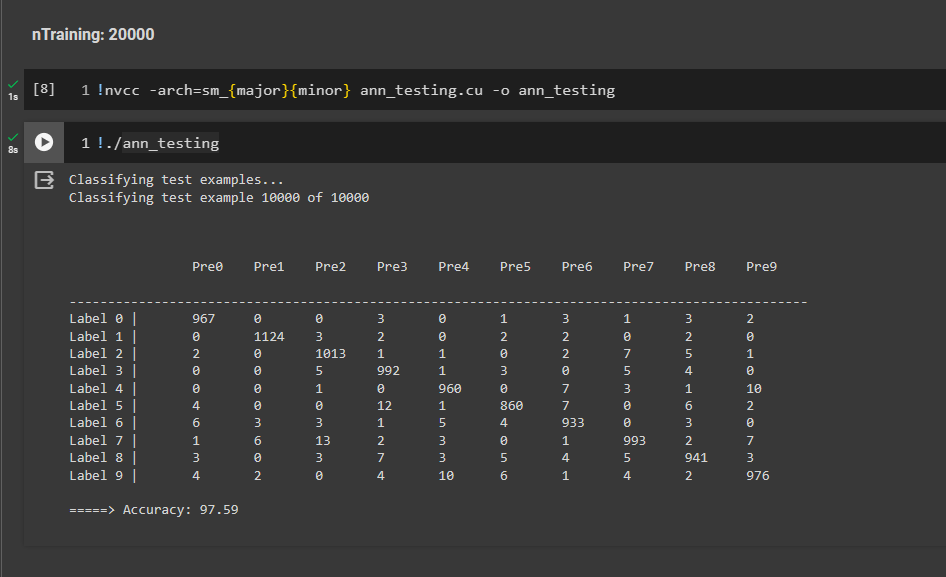 nTraining: 20000
[8] 1 !nvcc -arch=sm_{major}{minor} ann_testing.cu -o ann_testing
1s
1 !./ann_testing
8s
Classifying test examples...
Classifying test example 10000 of 10000
Pre0 Pre1 Pre2 Pre3 Pre4 Pre5 Pre6 Pre7 Pre8 Pre9
------------------------------------------------------------------------------------------------
Label 0 | 967 0 0 3 0 1 3 1 3 2
Label 1 | 0 1124 3 2 0 2 2 0 2 0
Label 2 | 2 0 1013 1 1 0 2 7 5 1
Label 3 | 0 0 5 992 1 3 0 5 4 0
Label 4 | 0 0 1 0 960 0 7 3 1 10
Label 5 | 4 0 0 12 1 860 7 0 6 2
Label 6 | 6 3 3 1 5 4 933 0 3 0
Label 7 | 1 6 13 2 3 0 1 993 2 7
Label 8 | 3 0 3 7 3 5 4 5 941 3
Label 9 | 4 2 0 4 10 6 1 4 2 976
=====> Accuracy: 97.59